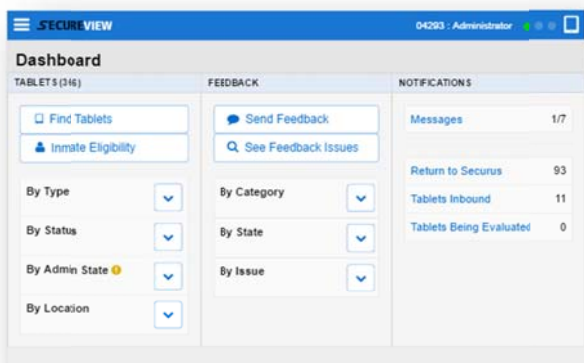 SECUREVIEW
04293 : Administrator
Dashboard
TABLETS (346)
Find Tablets
Inmate Eligibility
By Type
By Status
By Admin State
By Location
FEEDBACK
Send Feedback
See Feedback Issues
By Category
By State
By Issue
NOTIFICATIONS
Messages 1/7
Return to Securus 93
Tablets Inbound 11
Tablets Being Evaluated 0